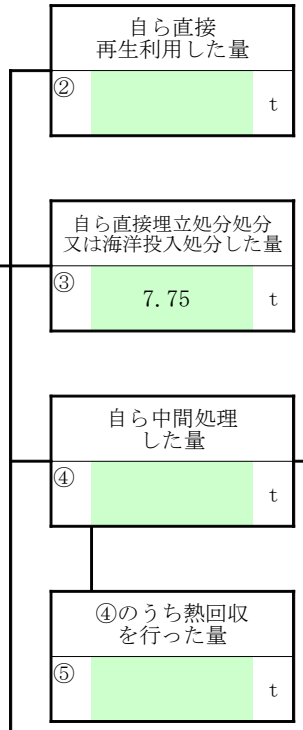 自ら直接
再生利用した量
②
t
自ら直接埋立処分処分
又は海洋投入処分した量
③
7.75
t
自ら中間処理
した量
④
t
④のうち熱回収
を行った量
⑤
t